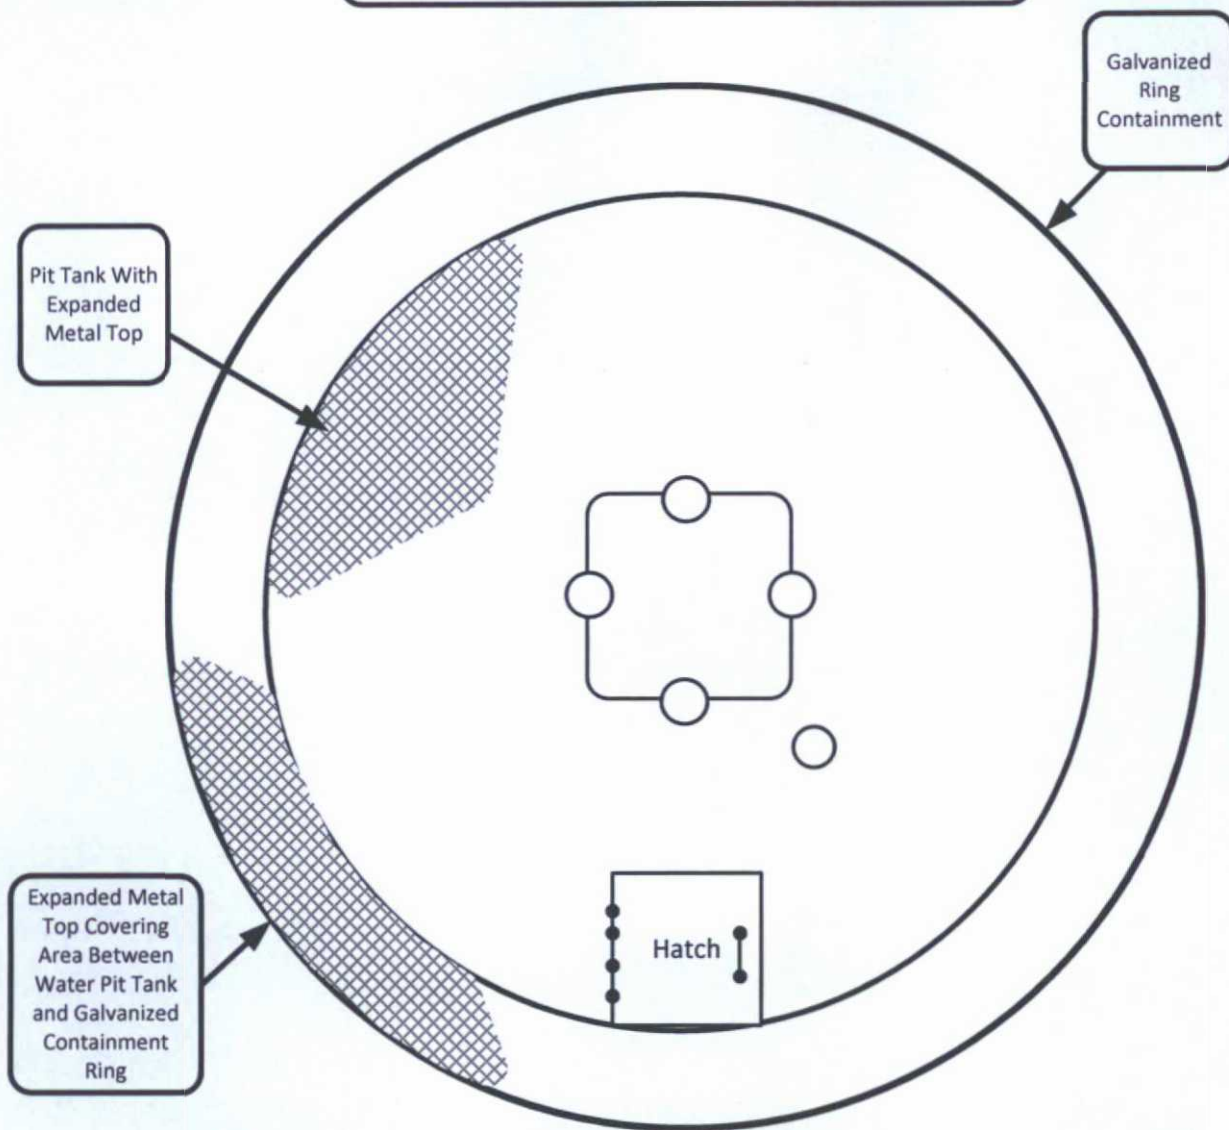 Galvanized
Ring
Containment
Pit Tank With
Expanded
Metal Top
Expanded Metal
Top Covering
Area Between
Water Pit Tank
and Galvanized
Containment
Ring
Hatch